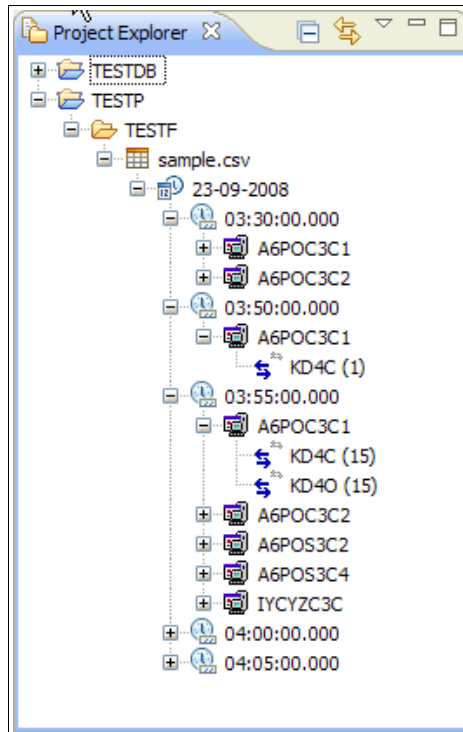 Project Explorer
TESTDB
TESTP
TESTF
sample.csv
23-09-2008
03:30:00.000
A6POC3C1
A6POC3C2
03:50:00.000
A6POC3C1
KD4C (1)
03:55:00.000
A6POC3C1
KD4C (15)
KD4O (15)
A6POC3C2
A6POS3C2
A6POS3C4
IYCYZC3C
04:00:00.000
04:05:00.000